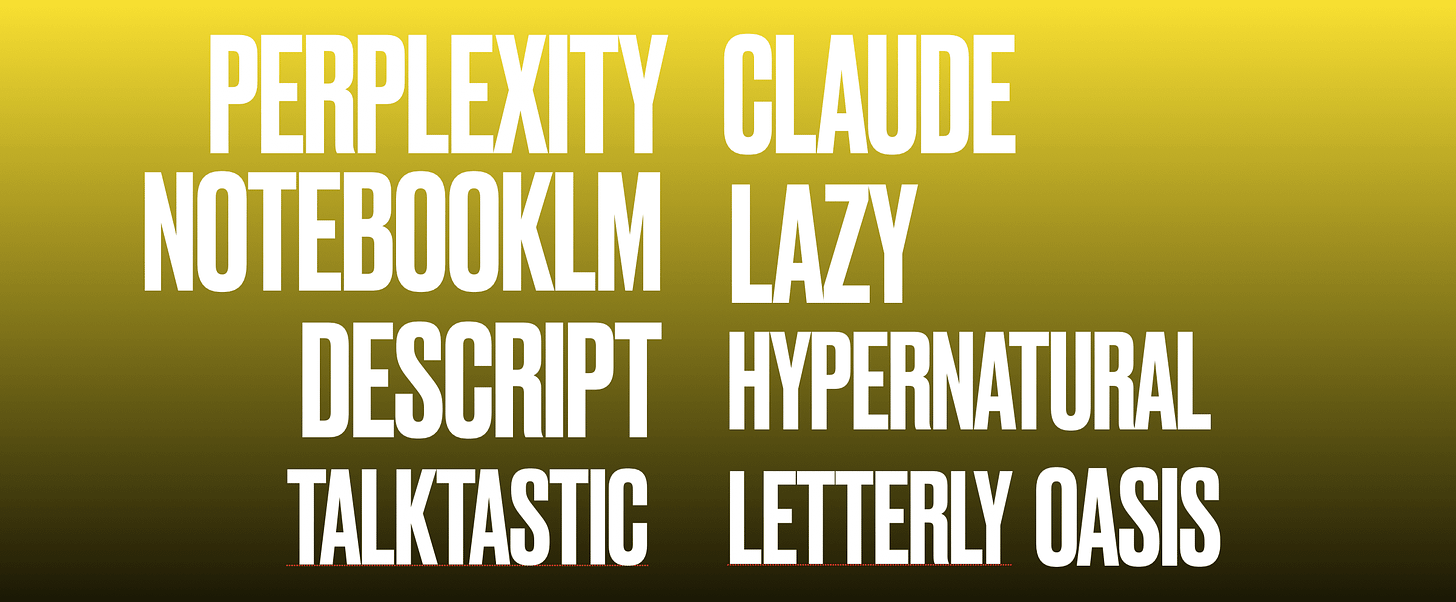 PERPLEXITY CLAUDE
NOTEBOOKLM LAZY
DESCRIPT HYPERNATURAL
TALKTASTIC LETTERLY OASIS